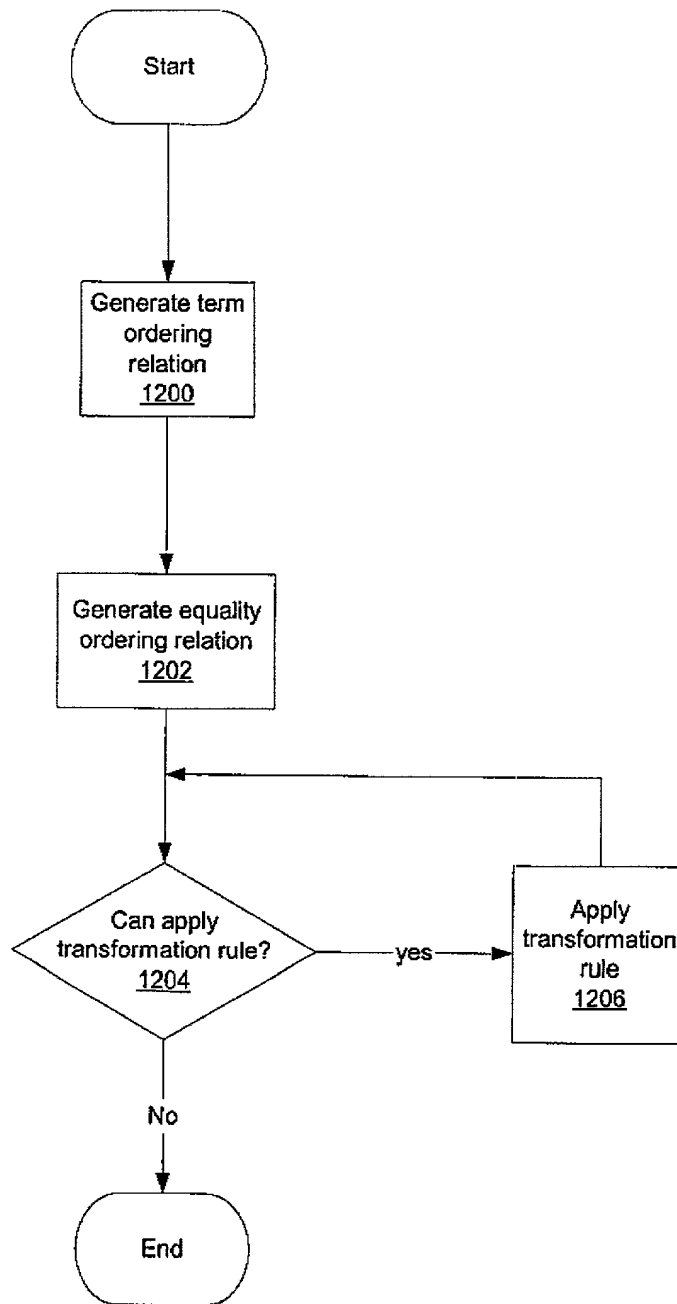 Start
Generate term
ordering
relation
1200
Generate equality
ordering relation
1202
Can apply
transformation rule?
1204
yes
Apply
transformation
rule
1206
No
End